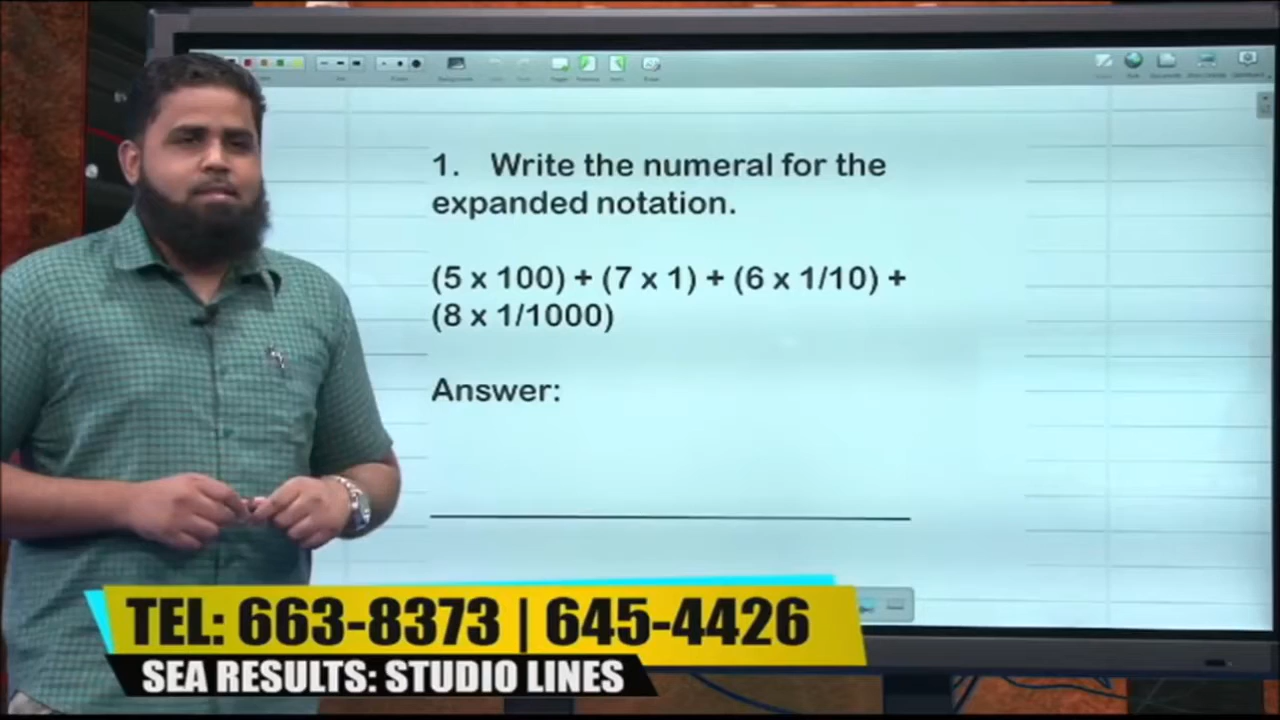 1. Write the numeral for the
expanded notation.
(5 x 100) + (7 x 1) + (6 x 1/10) +
(8 x 1/1000)
Answer:
TEL: 663-8373 | 645-4426
SEA RESULTS: STUDIO LINES